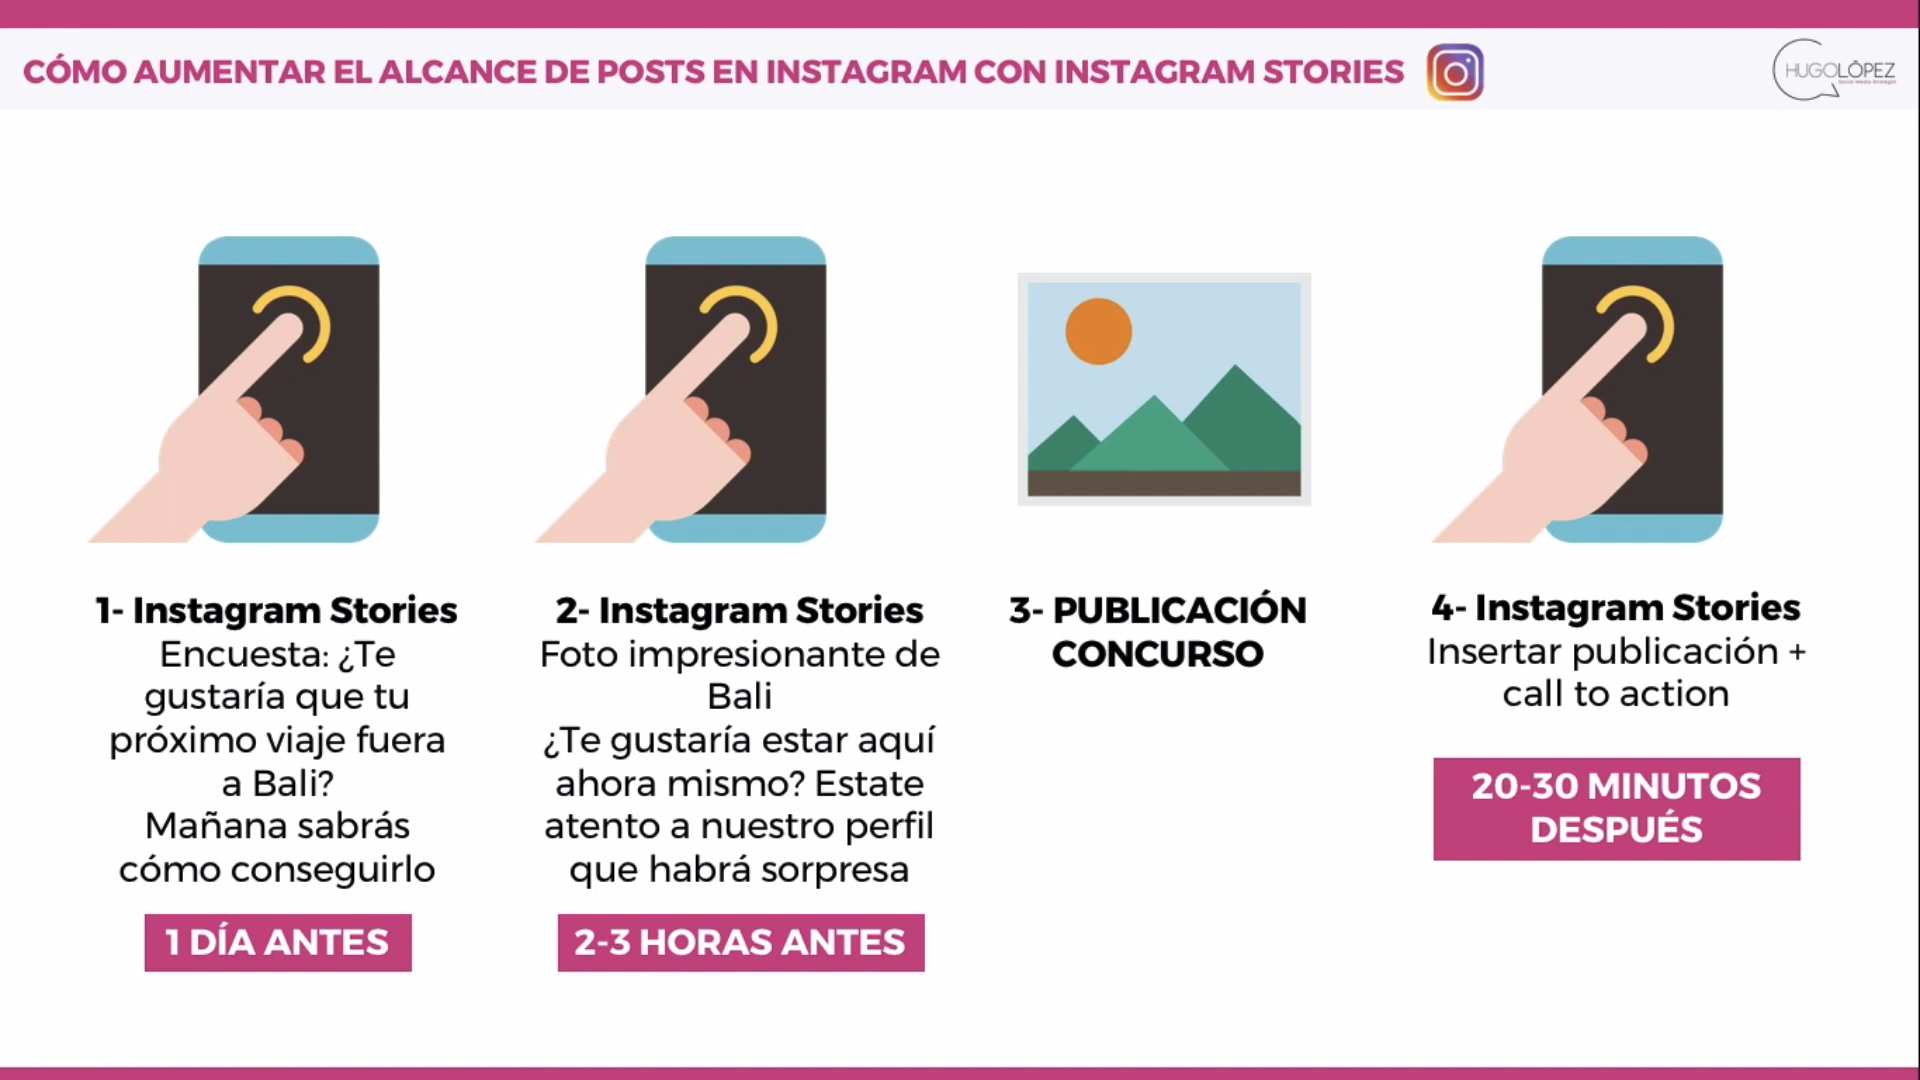 CÓMO AUMENTAR EL ALCANCE DE POSTS EN INSTAGRAM CON INSTAGRAM STORIES
HUGOLÓPEZ
Social Media Strategist
1- Instagram Stories
Encuesta: ¿Te
gustaría que tu
próximo viaje fuera
a Bali?
Mañana sabrás
cómo conseguirlo
1 DÍA ANTES
2- Instagram Stories
Foto impresionante de
Bali
¿Te gustaría estar aquí
ahora mismo? Estate
atento a nuestro perfil
que habrá sorpresa
2-3 HORAS ANTES
3- PUBLICACIÓN
CONCURSO
4- Instagram Stories
Insertar publicación +
call to action
20-30 MINUTOS
DESPUÉS